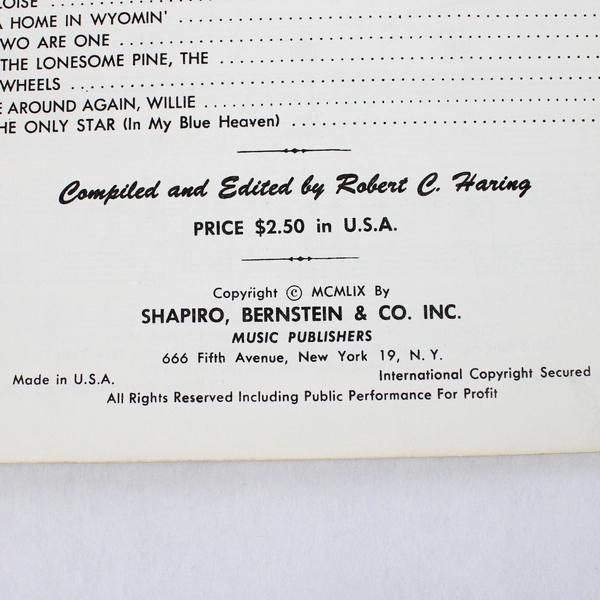 A HOME IN WYOMIN' ........................
TWO ARE ONE ........................
THE LONESOME PINE, THE ........................
WHEELS ........................
AROUND AGAIN, WILLIE ........................
THE ONLY STAR (In My Blue Heaven) ........................
Compiled and Edited by Robert C. Haring
PRICE $2.50 in U.S.A.
Copyright © MCMLIX By
SHAPIRO, BERNSTEIN & CO. INC.
MUSIC PUBLISHERS
666 Fifth Avenue, New York 19, N. Y.
Made in U.S.A. International Copyright Secured
All Rights Reserved Including Public Performance For Profit